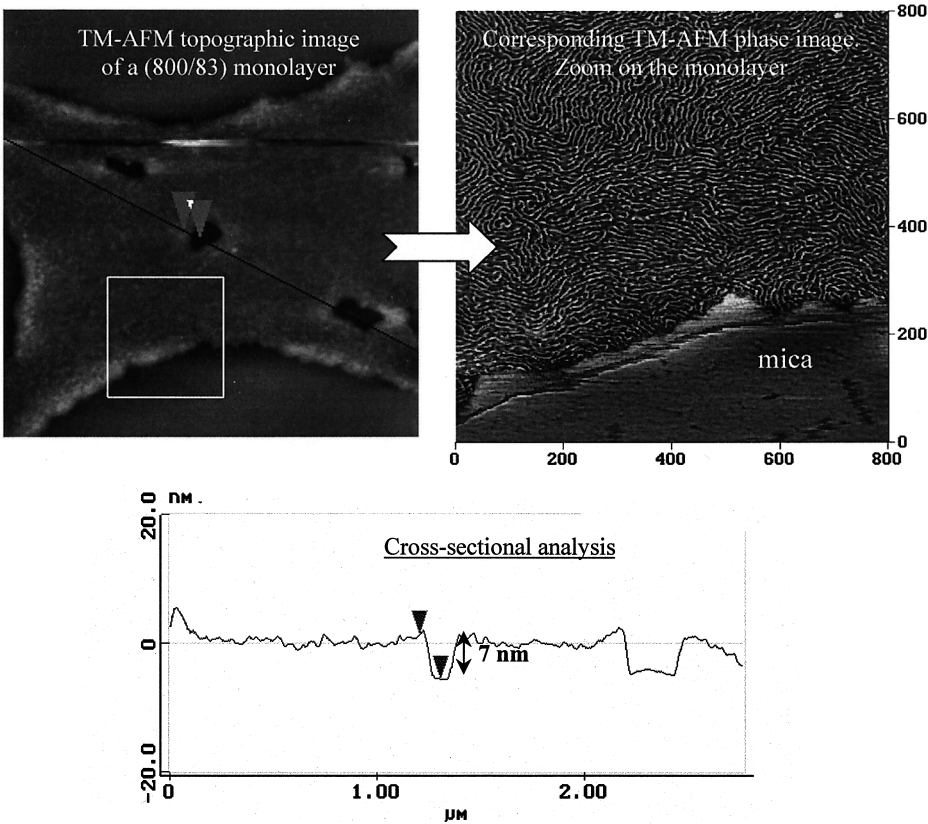 TM-AFM topographic image
of a (800/83) monolayer
Corresponding TM-AFM phase image.
Zoom on the monolayer
800
600
400
200
0
mica
0 200 400 600 800
20.0 nM.
Cross-sectional analysis
0
7 nm
-20.0
0 1.00 2.00
µM